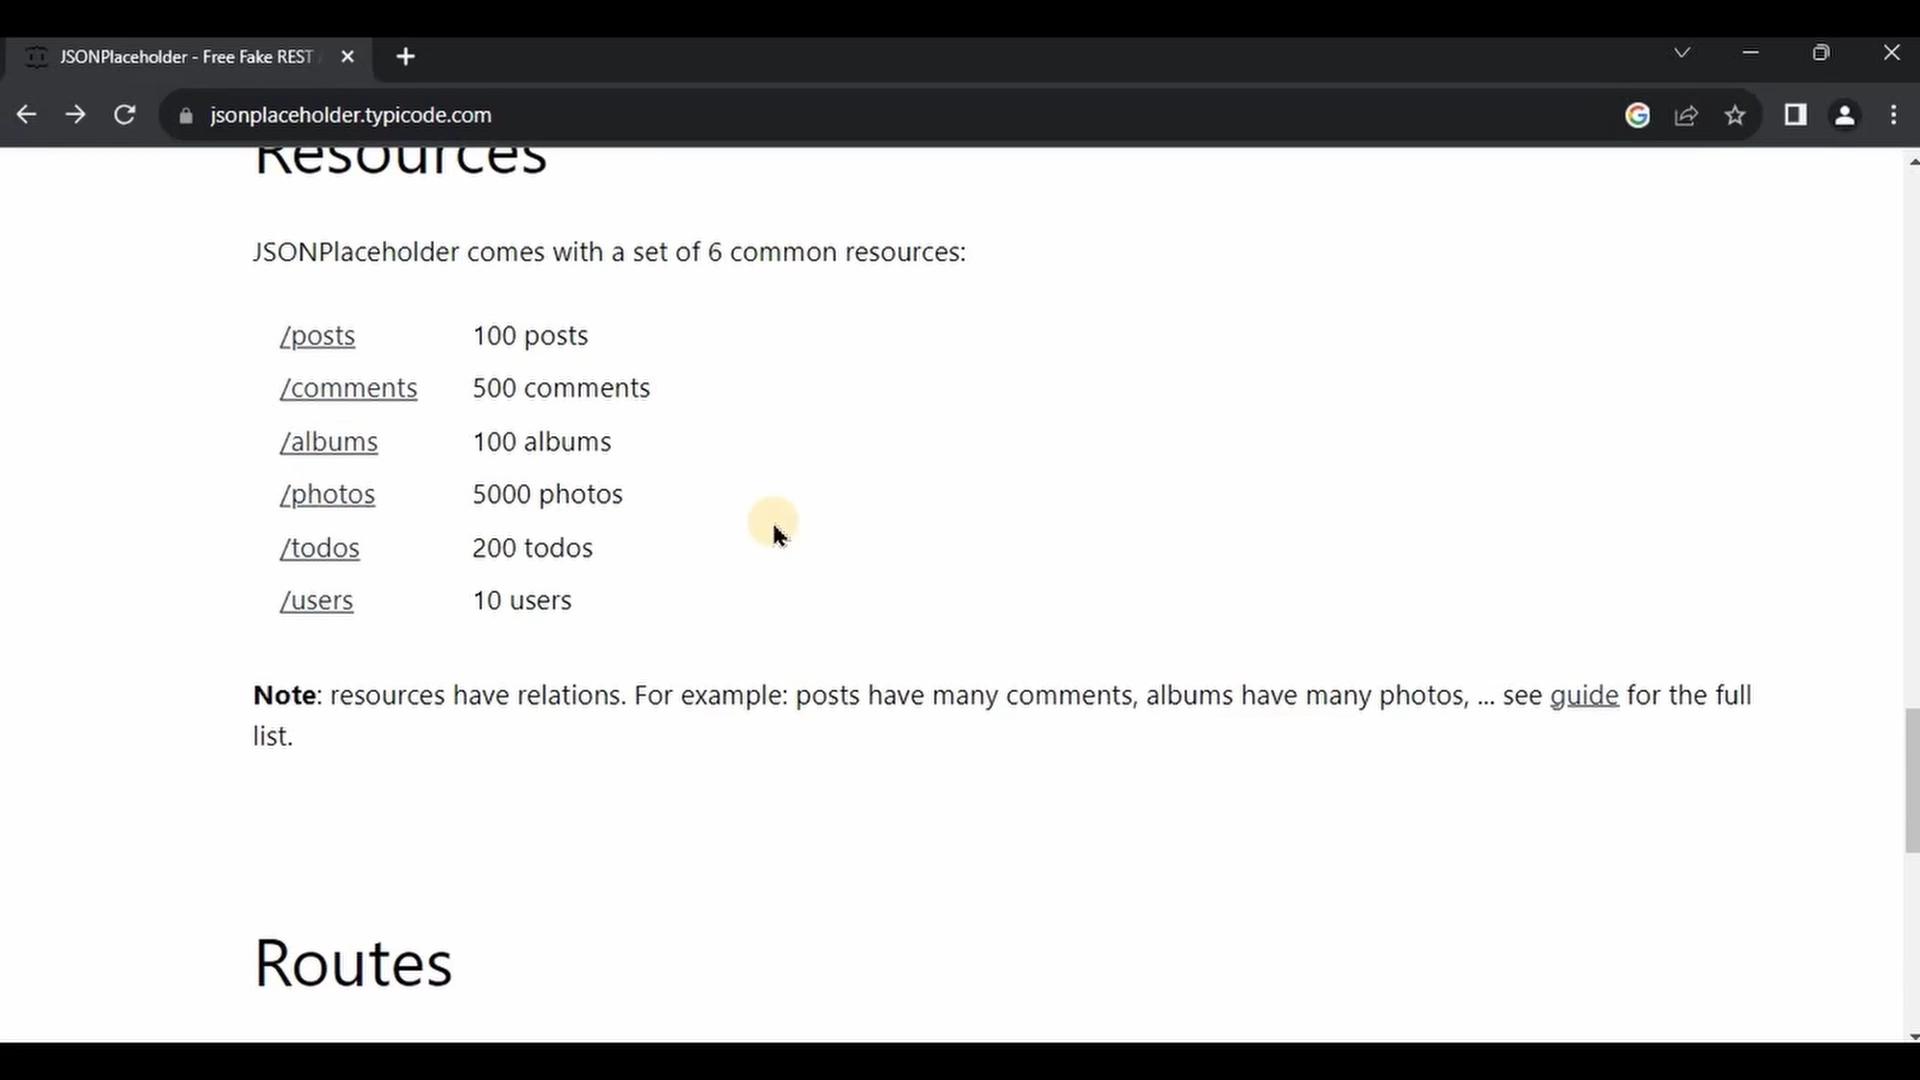 JSONPlaceholder - Free Fake REST
jsonplaceholder.typicode.com
Resources
JSONPlaceholder comes with a set of 6 common resources:
/posts 100 posts
/comments 500 comments
/albums 100 albums
/photos 5000 photos
/todos 200 todos
/users 10 users
Note: resources have relations. For example: posts have many comments, albums have many photos, ... see guide for the full
list.
Routes